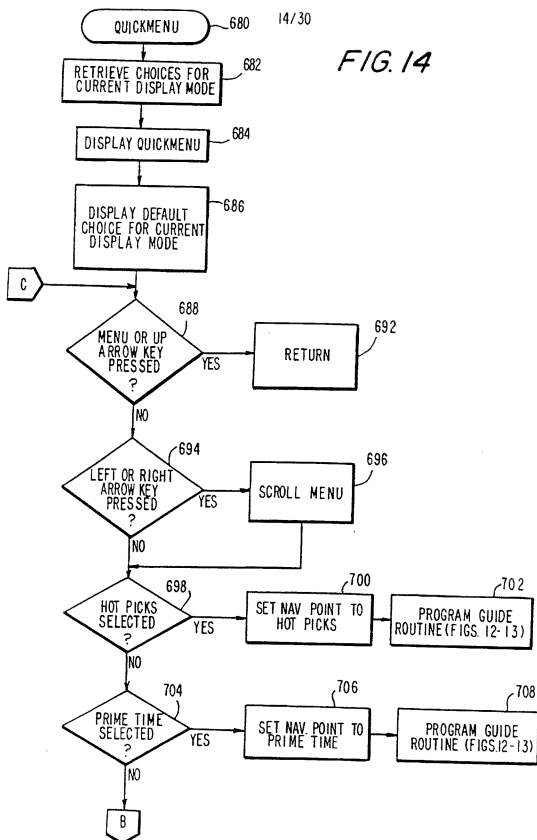 14/30
FIG. 14
QUICKMENU
680
RETRIEVE CHOICES FOR
CURRENT DISPLAY MODE
682
DISPLAY QUICKMENU
684
DISPLAY DEFAULT
CHOICE FOR CURRENT
DISPLAY MODE
686
C
MENU OR UP
ARROW KEY
PRESSED
?
688
YES
RETURN
692
NO
LEFT OR RIGHT
ARROW KEY
PRESSED
?
694
YES
SCROLL MENU
696
NO
HOT PICKS
SELECTED
?
698
YES
SET NAV POINT TO
HOT PICKS
700
PROGRAM GUIDE
ROUTINE (FIGS. 12-13)
702
NO
PRIME TIME
SELECTED
?
704
YES
SET NAV. POINT TO
PRIME TIME
706
PROGRAM GUIDE
ROUTINE (FIGS.12-13)
708
NO
B